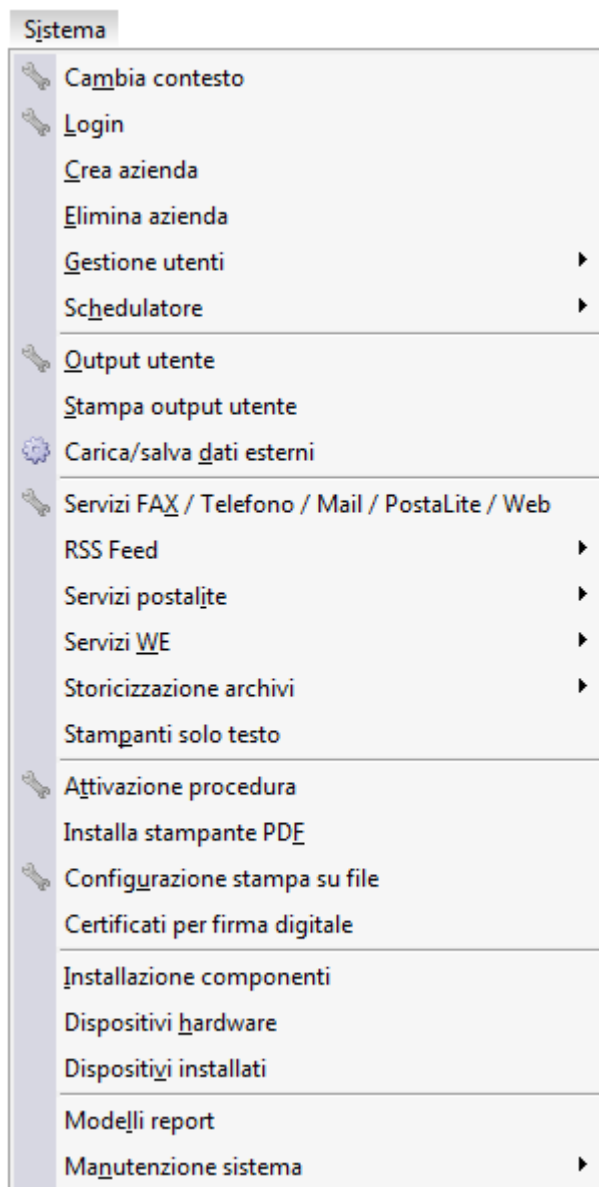 Sistema
Cambia contesto
Login
Crea azienda
Elimina azienda
Gestione utenti
Schedulatore
Output utente
Stampa output utente
Carica/salva dati esterni
Servizi FAX / Telefono / Mail / PostaLite / Web
RSS Feed
Servizi postalite
Servizi WE
Storicizzazione archivi
Stampanti solo testo
Attivazione procedura
Installa stampante PDF
Configurazione stampa su file
Certificati per firma digitale
Installazione componenti
Dispositivi hardware
Dispositivi installati
Modelli report
Manutenzione sistema